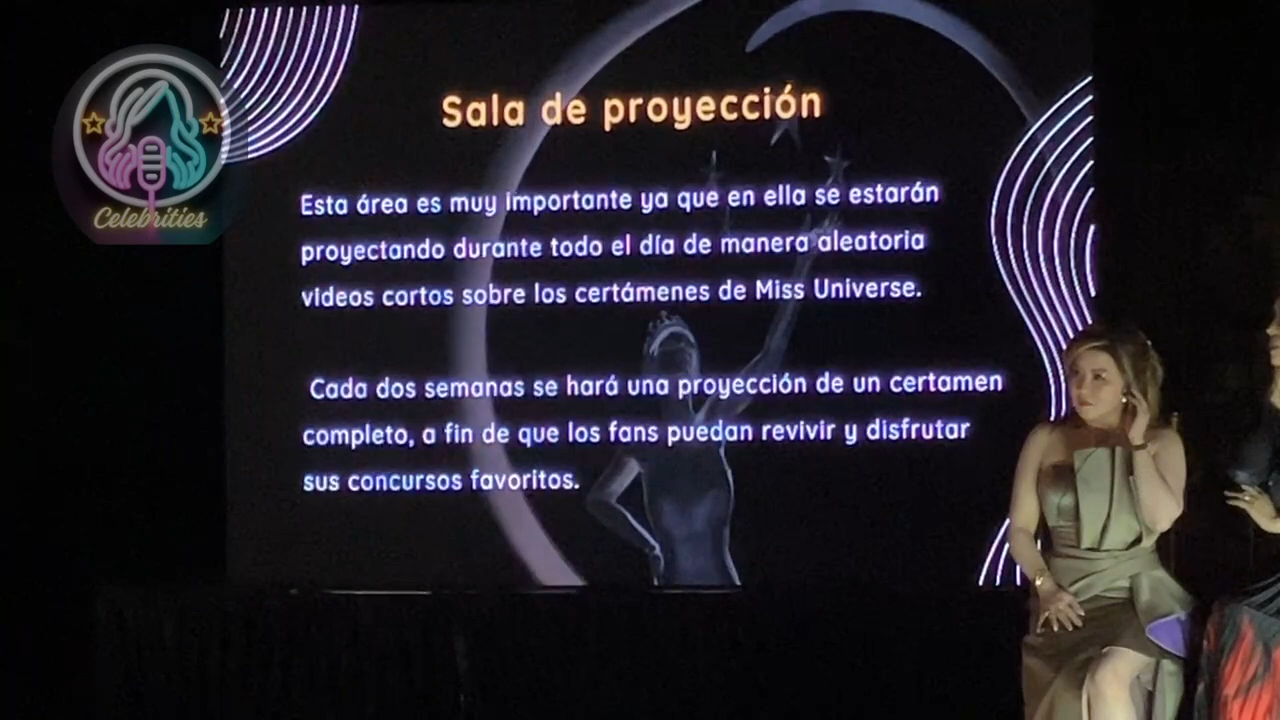 Celebrities
Sala de proyección
Esta área es muy importante ya que en ella se estarán
proyectando durante todo el día de manera aleatoria
videos cortos sobre los certámenes de Miss Universe.
Cada dos semanas se hará una proyección de un certamen
completo, a fin de que los fans puedan revivir y disfrutar
sus concursos favoritos.